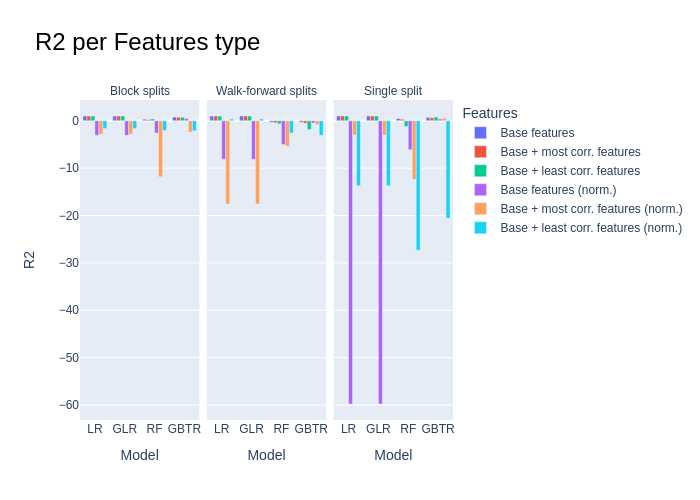 R2 per Features type
Block splits
Walk-forward splits
Single split
Features
Base features
Base + most corr. features
Base + least corr. features
Base features (norm.)
Base + most corr. features (norm.)
Base + least corr. features (norm.)
R2
0
−10
−20
−30
−40
−50
−60
LR GLR RF GBTR
LR GLR RF GBTR
LR GLR RF GBTR
Model
Model
Model